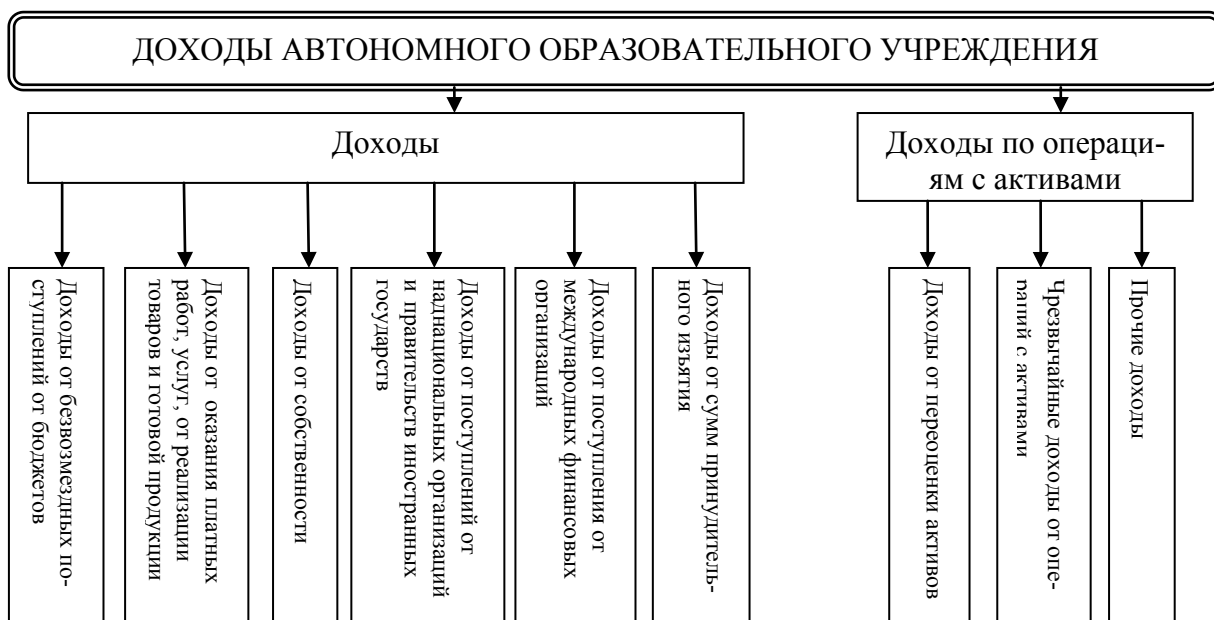 ДОХОДЫ АВТОНОМНОГО ОБРАЗОВАТЕЛЬНОГО УЧРЕЖДЕНИЯ
Доходы
Доходы по операци-
ям с активами
Доходы от безвозмездных по-
ступлений от бюджетов
Доходы от оказания платных
работ, услуг, от реализации
товаров и готовой продукции
Доходы от собственности
Доходы от поступлений от
наднациональных организаций
и правительств иностранных
государств
Доходы от поступления от
международных финансовых
организаций
Доходы от сумм принудитель-
ного изъятия
Доходы от переоценки активов
Чрезвычайные доходы от опе-
раций с активами
Прочие доходы